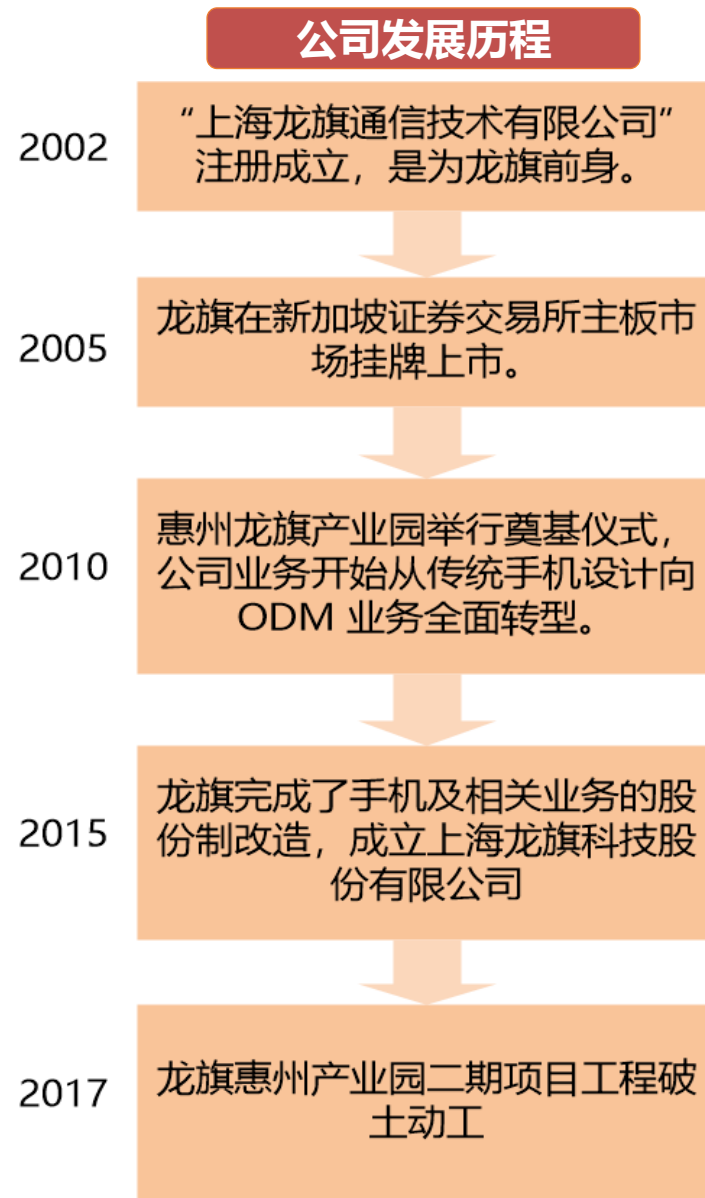 公司发展历程
2002
“上海龙旗通信技术有限公司”
注册成立，是为龙旗前身。
2005
龙旗在新加坡证券交易所主板市
场挂牌上市。
2010
惠州龙旗产业园举行奠基仪式，
公司业务开始从传统手机设计向
ODM 业务全面转型。
2015
龙旗完成了手机及相关业务的股
份制改造，成立上海龙旗科技股
份有限公司
2017
龙旗惠州产业园二期项目工程破
土动工